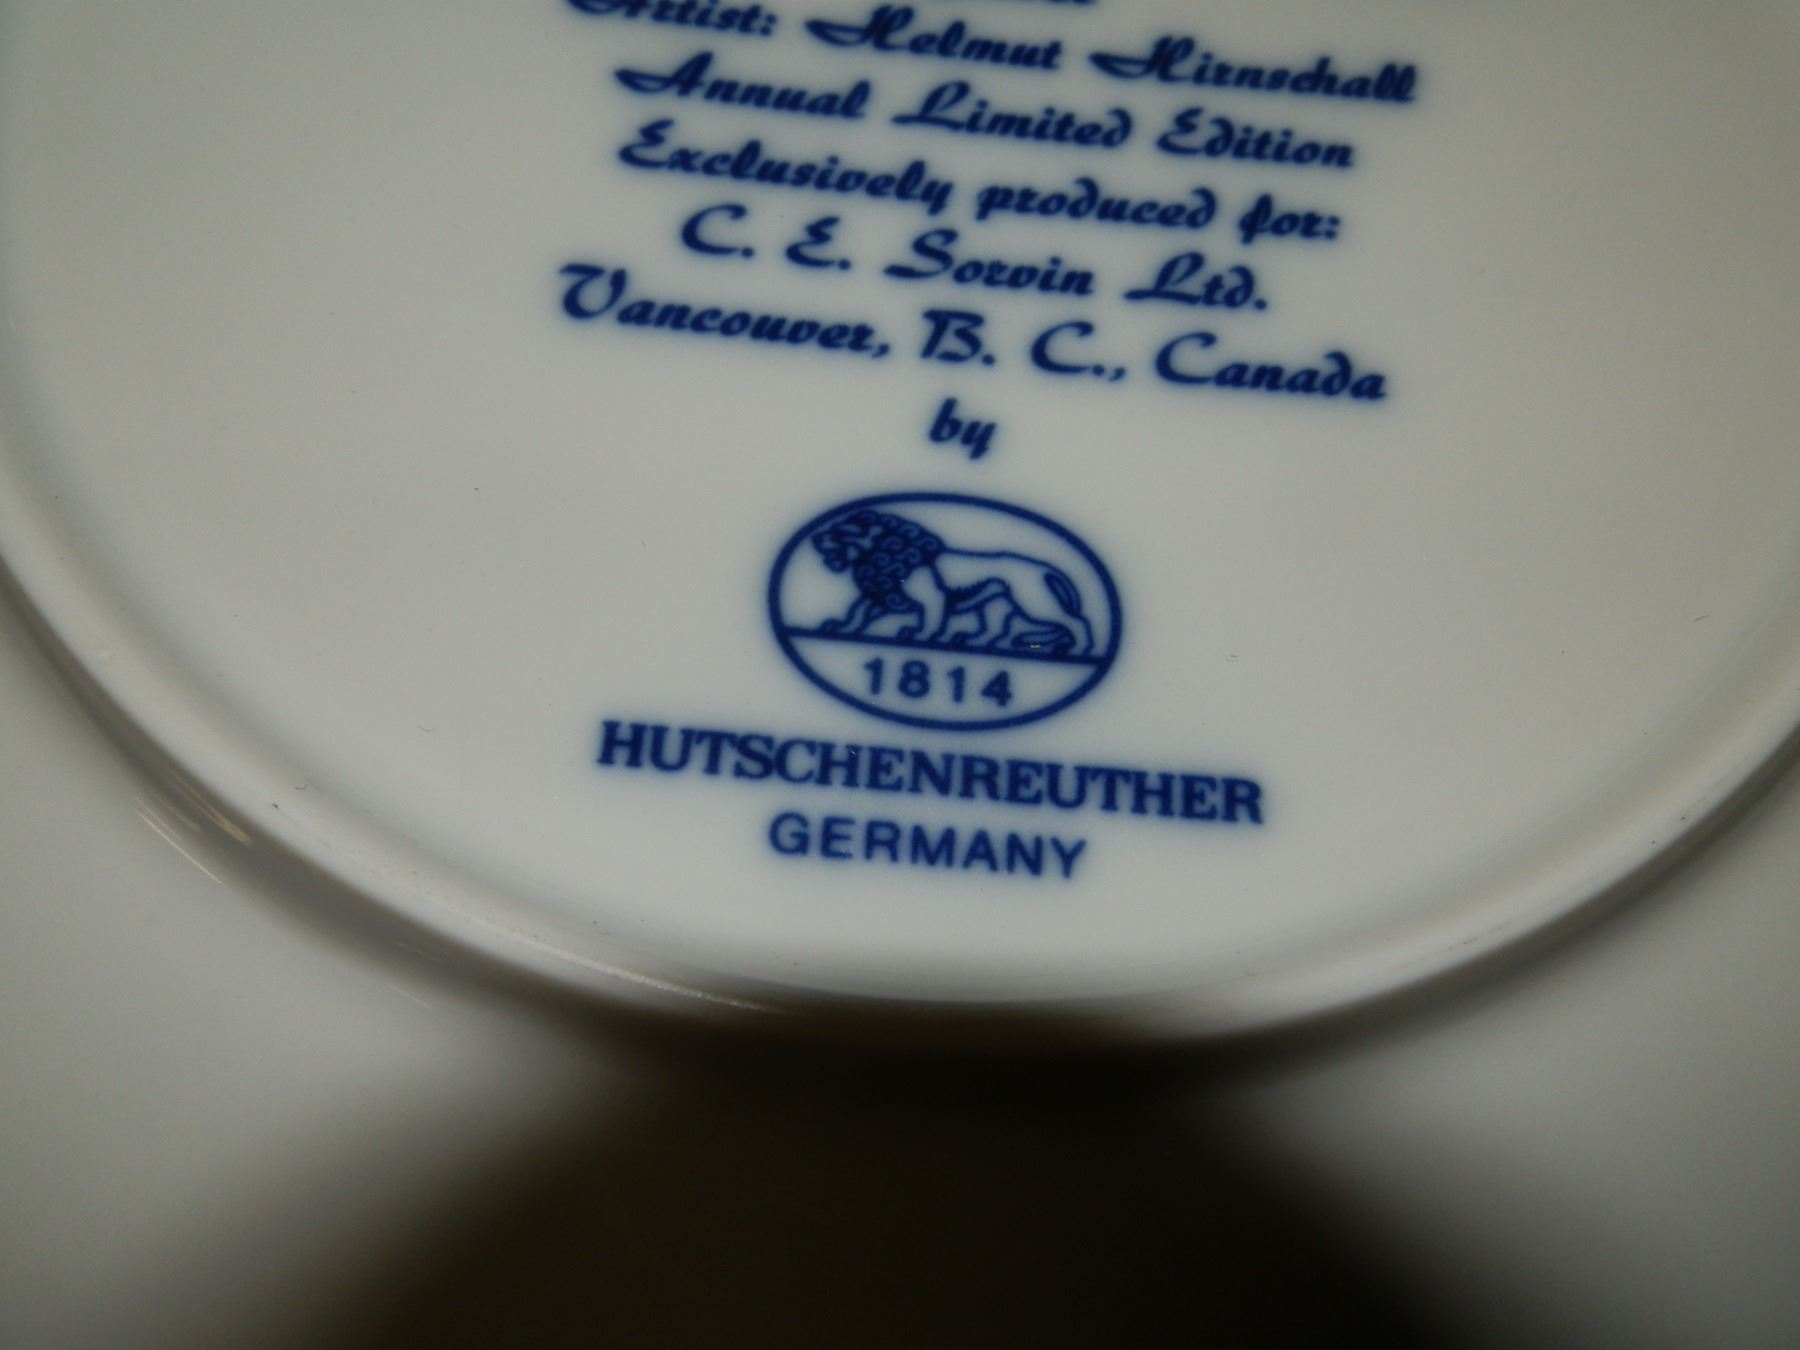 Artist: Helmut Hirnschall
Annual Limited Edition
Exclusively produced for:
C. E. Sorvin Ltd.
Vancouver, B. C., Canada
by
1814
HUTSCHENREUTHER
GERMANY